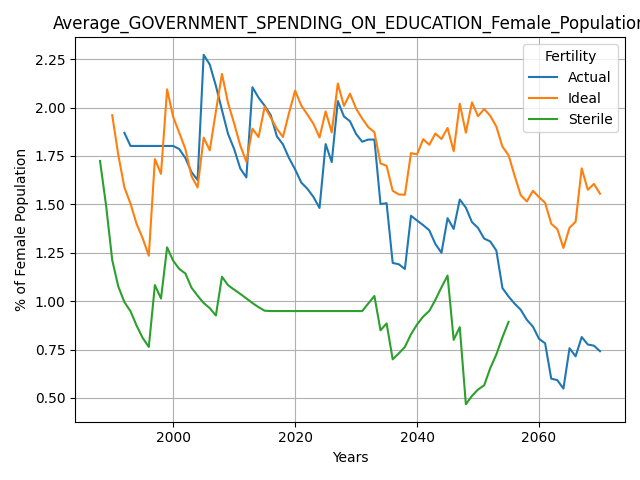 Average_GOVERNMENT_SPENDING_ON_EDUCATION_Female_Population
% of Female Population
2.25
2.00
1.75
1.50
1.25
1.00
0.75
0.50
Fertility
Actual
Ideal
Sterile
2000 2020 2040 2060
Years